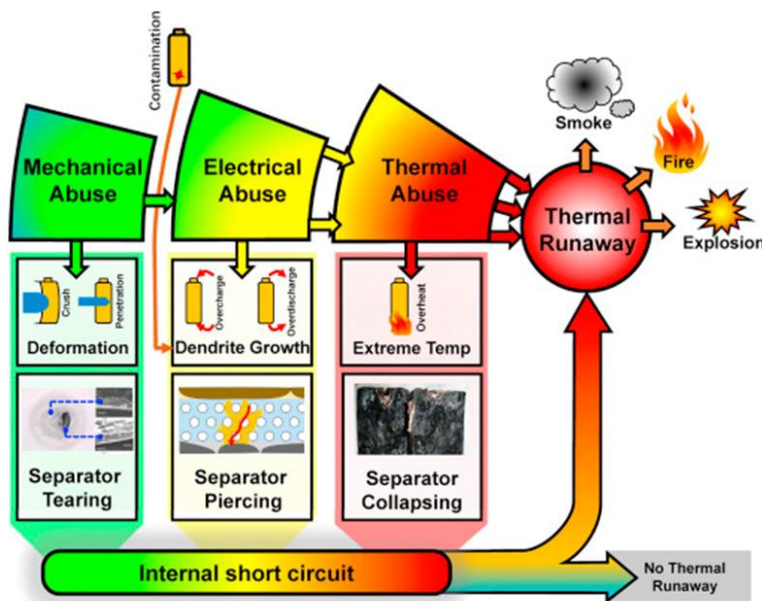 Contamination
Mechanical
Abuse
Electrical
Abuse
Thermal
Abuse
Thermal
Runaway
Smoke
Fire
Explosion
Crush
Penetration
Deformation
Overcharge
Overdischarge
Dendrite Growth
Overheat
Extreme Temp
Separator
Tearing
Separator
Piercing
Separator
Collapsing
Internal short circuit
No Thermal
Runaway